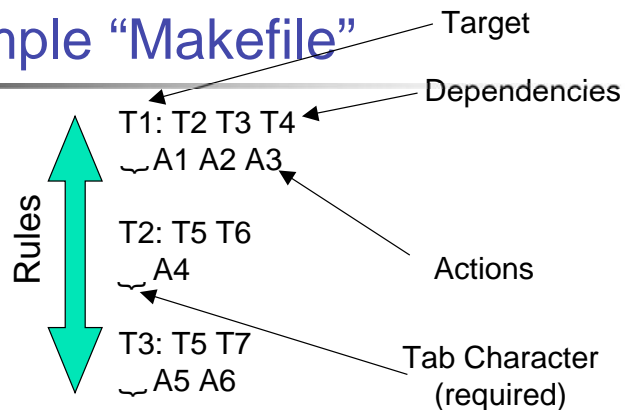 “Makefile”
Target
Dependencies
T1: T2 T3 T4
A1 A2 A3
Rules
T2: T5 T6
A4
Actions
T3: T5 T7
A5 A6
Tab Character
(required)